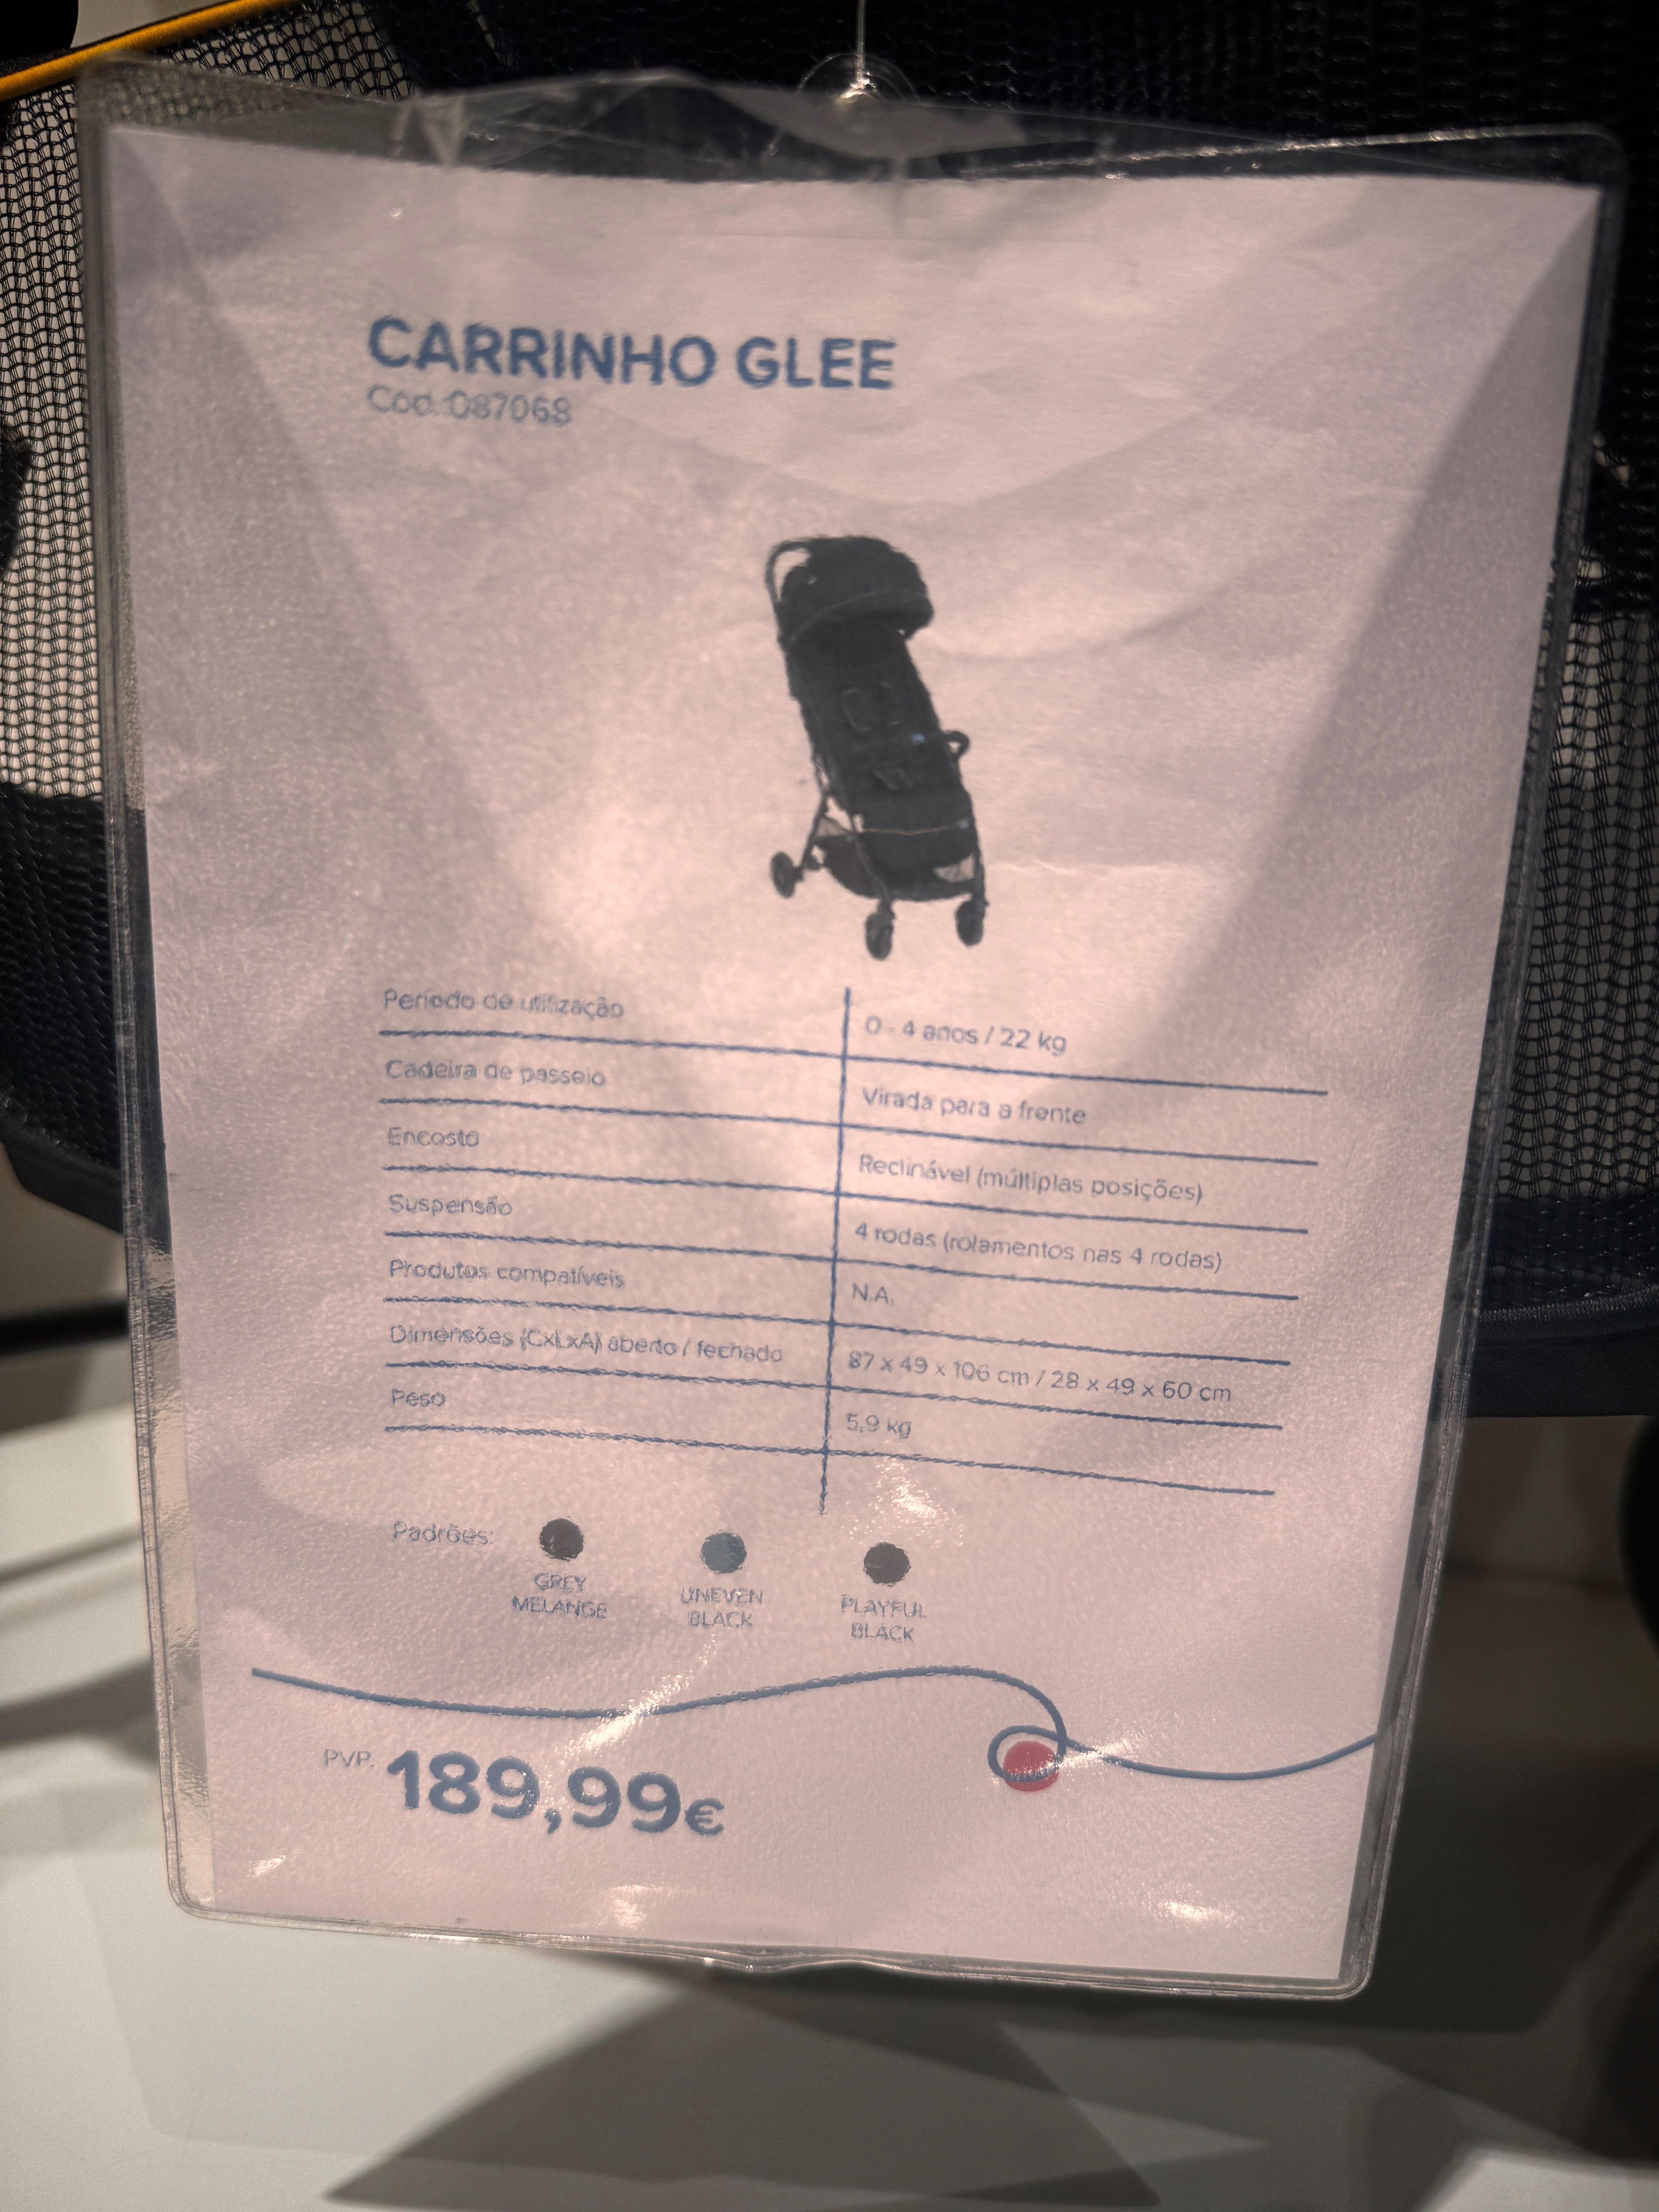 CARRINHO GLEE
Cod. 087068
Período de utilização
0 - 4 anos / 22 kg
Cadeira de passeio
Virada para a frente
Encosto
Reclinável (múltiplas posições)
Suspensão
4 rodas (rolamentos nas 4 rodas)
Produtos compatíveis
N.A.
Dimensões (CxLxA) aberto / fechado
87 x 49 x 106 cm / 28 x 49 x 60 cm
Peso
5,9 kg
Padrões:
GREY
MELANGE
UNEVEN
BLACK
PLAYFUL
BLACK
PVP. 189,99€